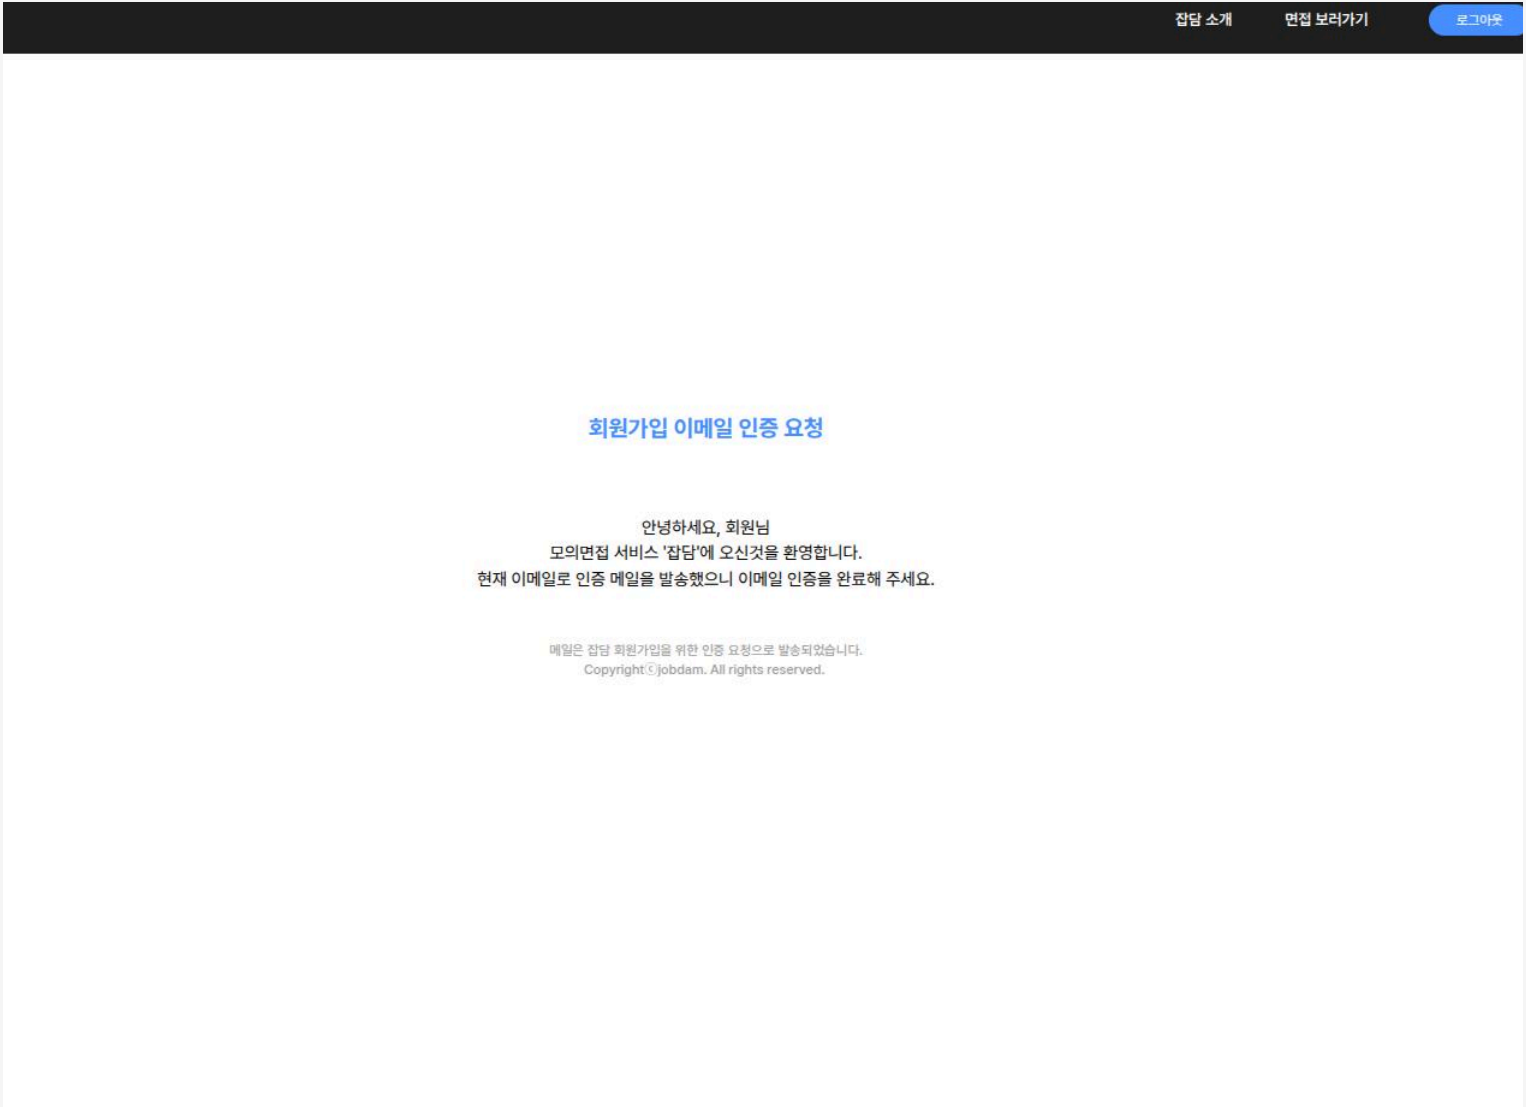 잡담 소개
면접 보러가기
로그아웃
회원가입 이메일 인증 요청
안녕하세요, 회원님
모의면접 서비스 '잡담'에 오신것을 환영합니다.
현재 이메일로 인증 메일을 발송했으니 이메일 인증을 완료해 주세요.
메일은 잡담 회원가입을 위한 인증 요청으로 발송되었습니다.
Copyrightⓒjobdam. All rights reserved.